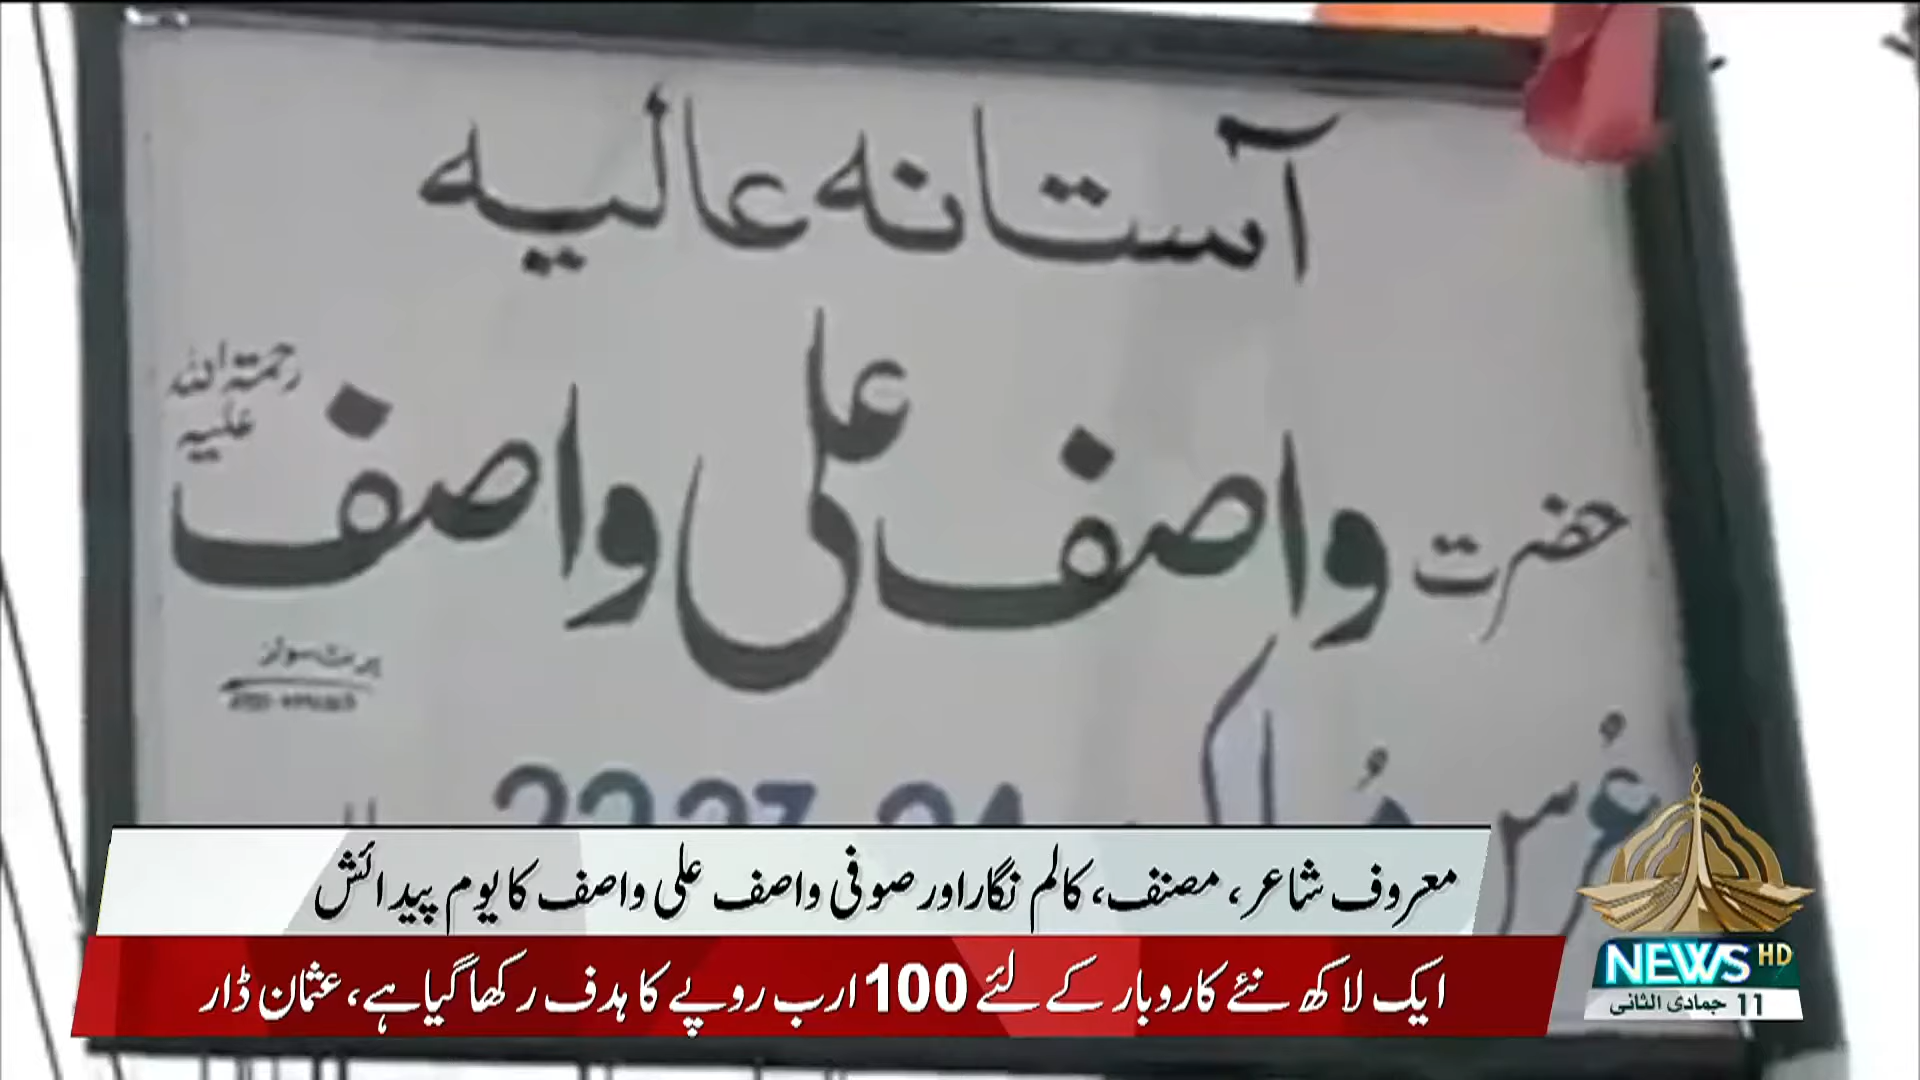 آستانہ عالیہ
حضرت واصف علی واصف رحمتہ اللہ علیہ
عُرس مُبارک
معروف شاعر، مصنف، کالم نگار اور صوفی واصف علی واصف کا یوم پیدائش
ایک لاکھ نئے کاروبار کے لئے 100 ارب روپے کا ہدف رکھا گیا ہے، عثمان ڈار
NEWS HD
11 جمادی الثانی